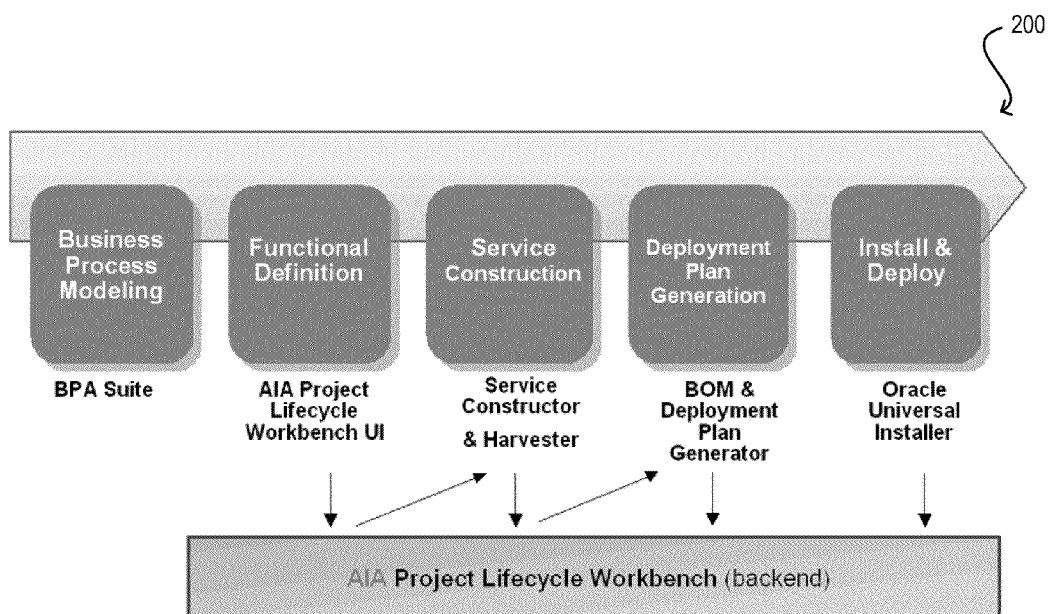 200
Business
Process
Modeling
Functional
Definition
Service
Construction
Deployment
Plan
Generation
Install &
Deploy
BPA Suite
AIA Project
Lifecycle
Workbench UI
Service
Constructor
& Harvester
BOM &
Deployment
Plan
Generator
Oracle
Universal
Installer
AIA Project Lifecycle Workbench (backend)